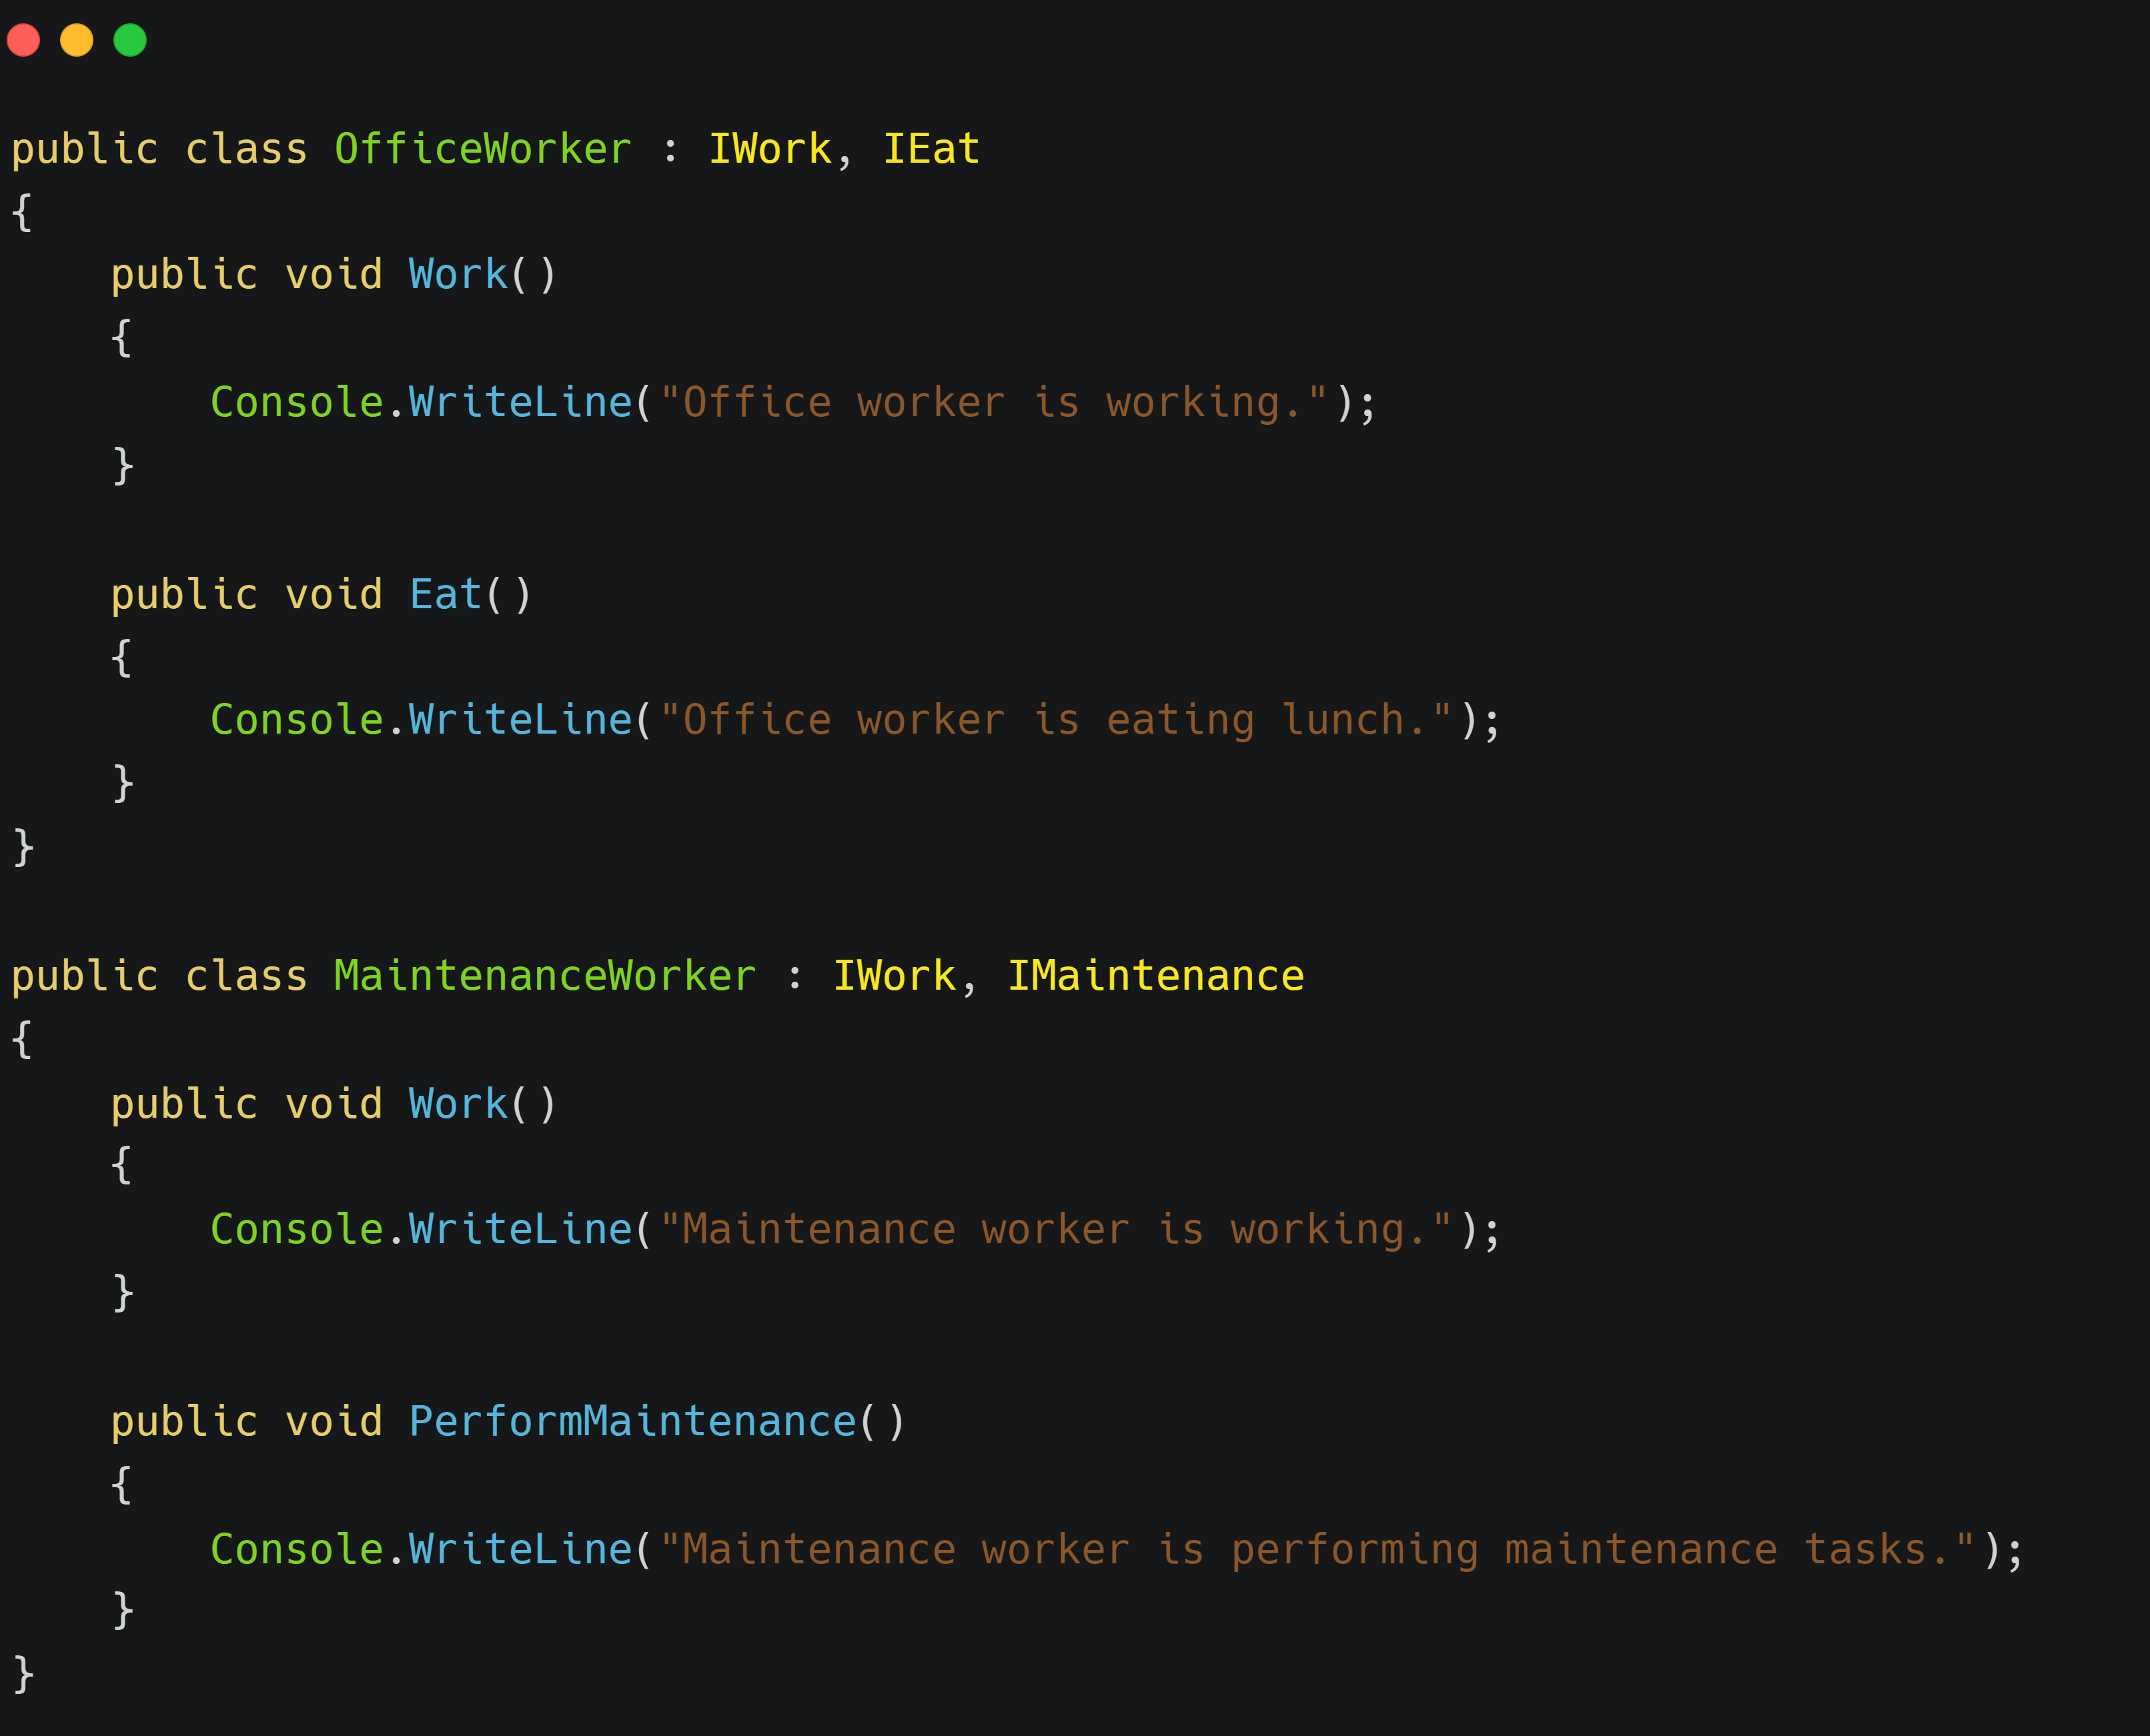 public class OfficeWorker : IWork, IEat
{
    public void Work()
    {
        Console.WriteLine("Office worker is working.");
    }

    public void Eat()
    {
        Console.WriteLine("Office worker is eating lunch.");
    }
}

public class MaintenanceWorker : IWork, IMaintenance
{
    public void Work()
    {
        Console.WriteLine("Maintenance worker is working.");
    }

    public void PerformMaintenance()
    {
        Console.WriteLine("Maintenance worker is performing maintenance tasks.");
    }
}